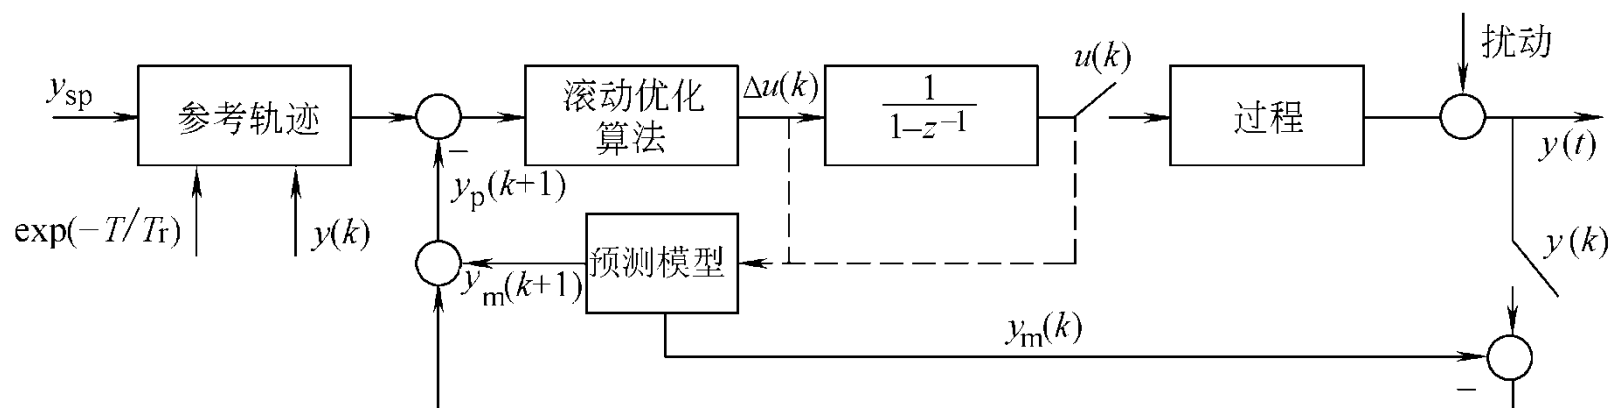 y_sp
参考轨迹
exp(−T/Tr)
y(k)
−
y_p(k+1)
滚动优化
算法
Δu(k)
1
1−z^−1
u(k)
过程
扰动
y(t)
y(k)
预测模型
y_m(k+1)
y_m(k)
−